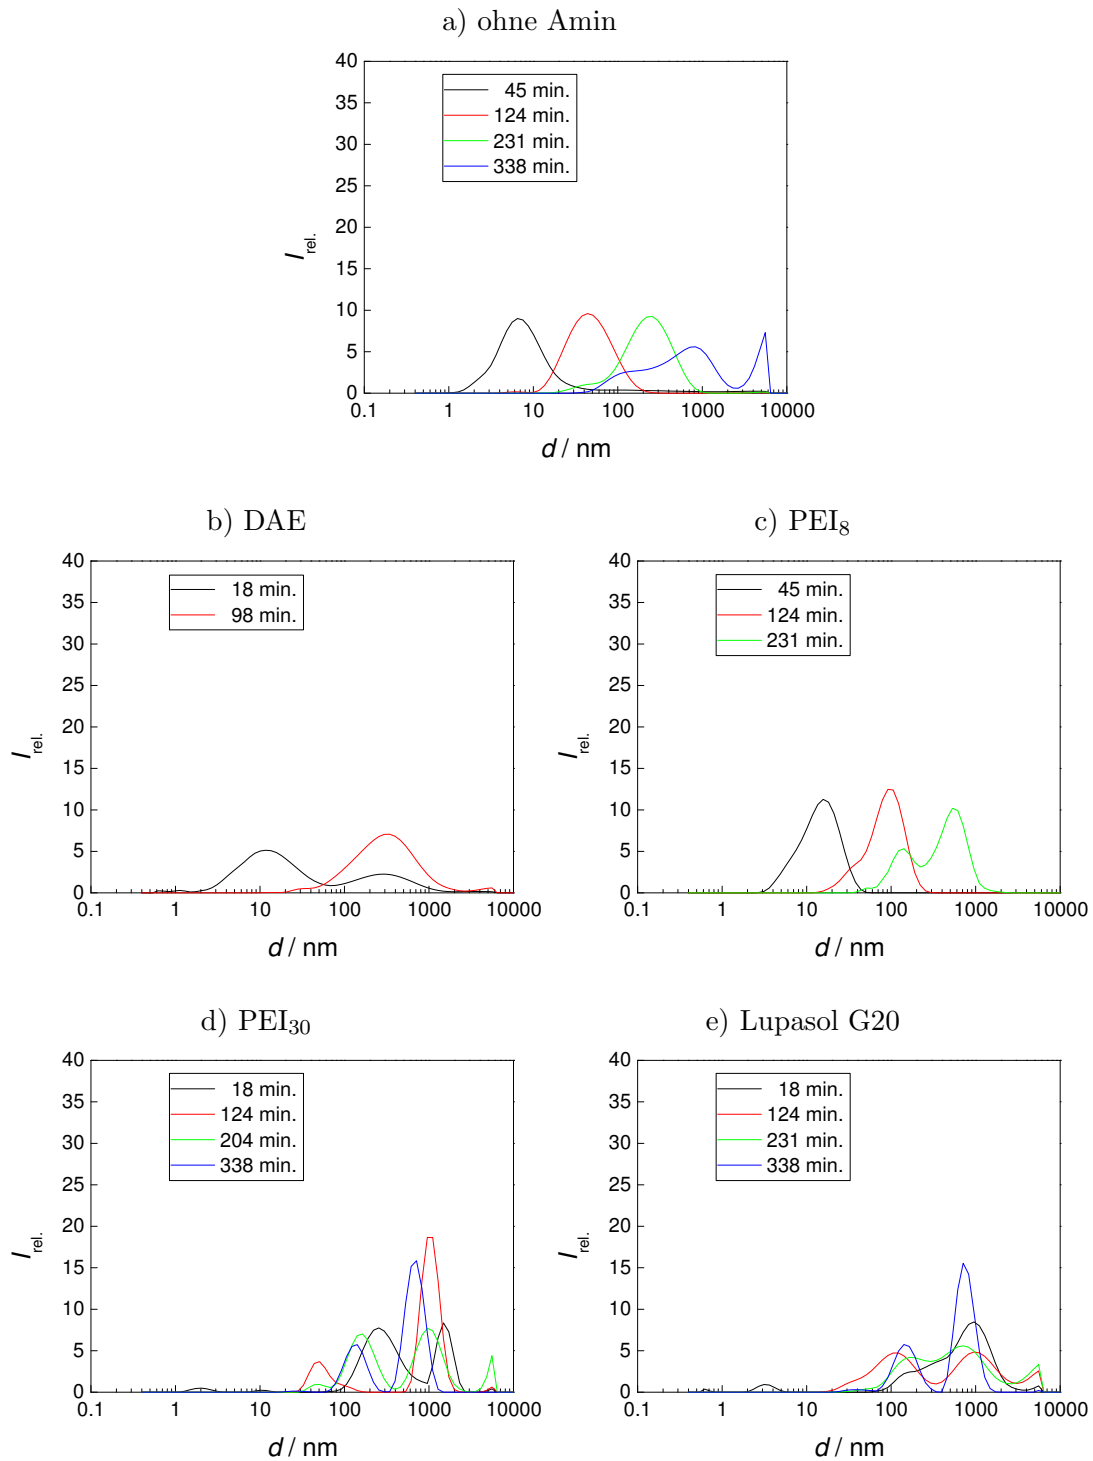 a) ohne Amin
40
35
30
25
20
15
10
5
0
I rel.
45 min.
124 min.
231 min.
338 min.
0.1 1 10 100 1000 10000
d / nm
b) DAE
40
35
30
25
20
15
10
5
0
I rel.
18 min.
98 min.
0.1 1 10 100 1000 10000
d / nm
c) PEI₈
40
35
30
25
20
15
10
5
0
I rel.
45 min.
124 min.
231 min.
0.1 1 10 100 1000 10000
d / nm
d) PEI₃₀
40
35
30
25
20
15
10
5
0
I rel.
18 min.
124 min.
204 min.
338 min.
0.1 1 10 100 1000 10000
d / nm
e) Lupasol G20
40
35
30
25
20
15
10
5
0
I rel.
18 min.
124 min.
231 min.
338 min.
0.1 1 10 100 1000 10000
d / nm